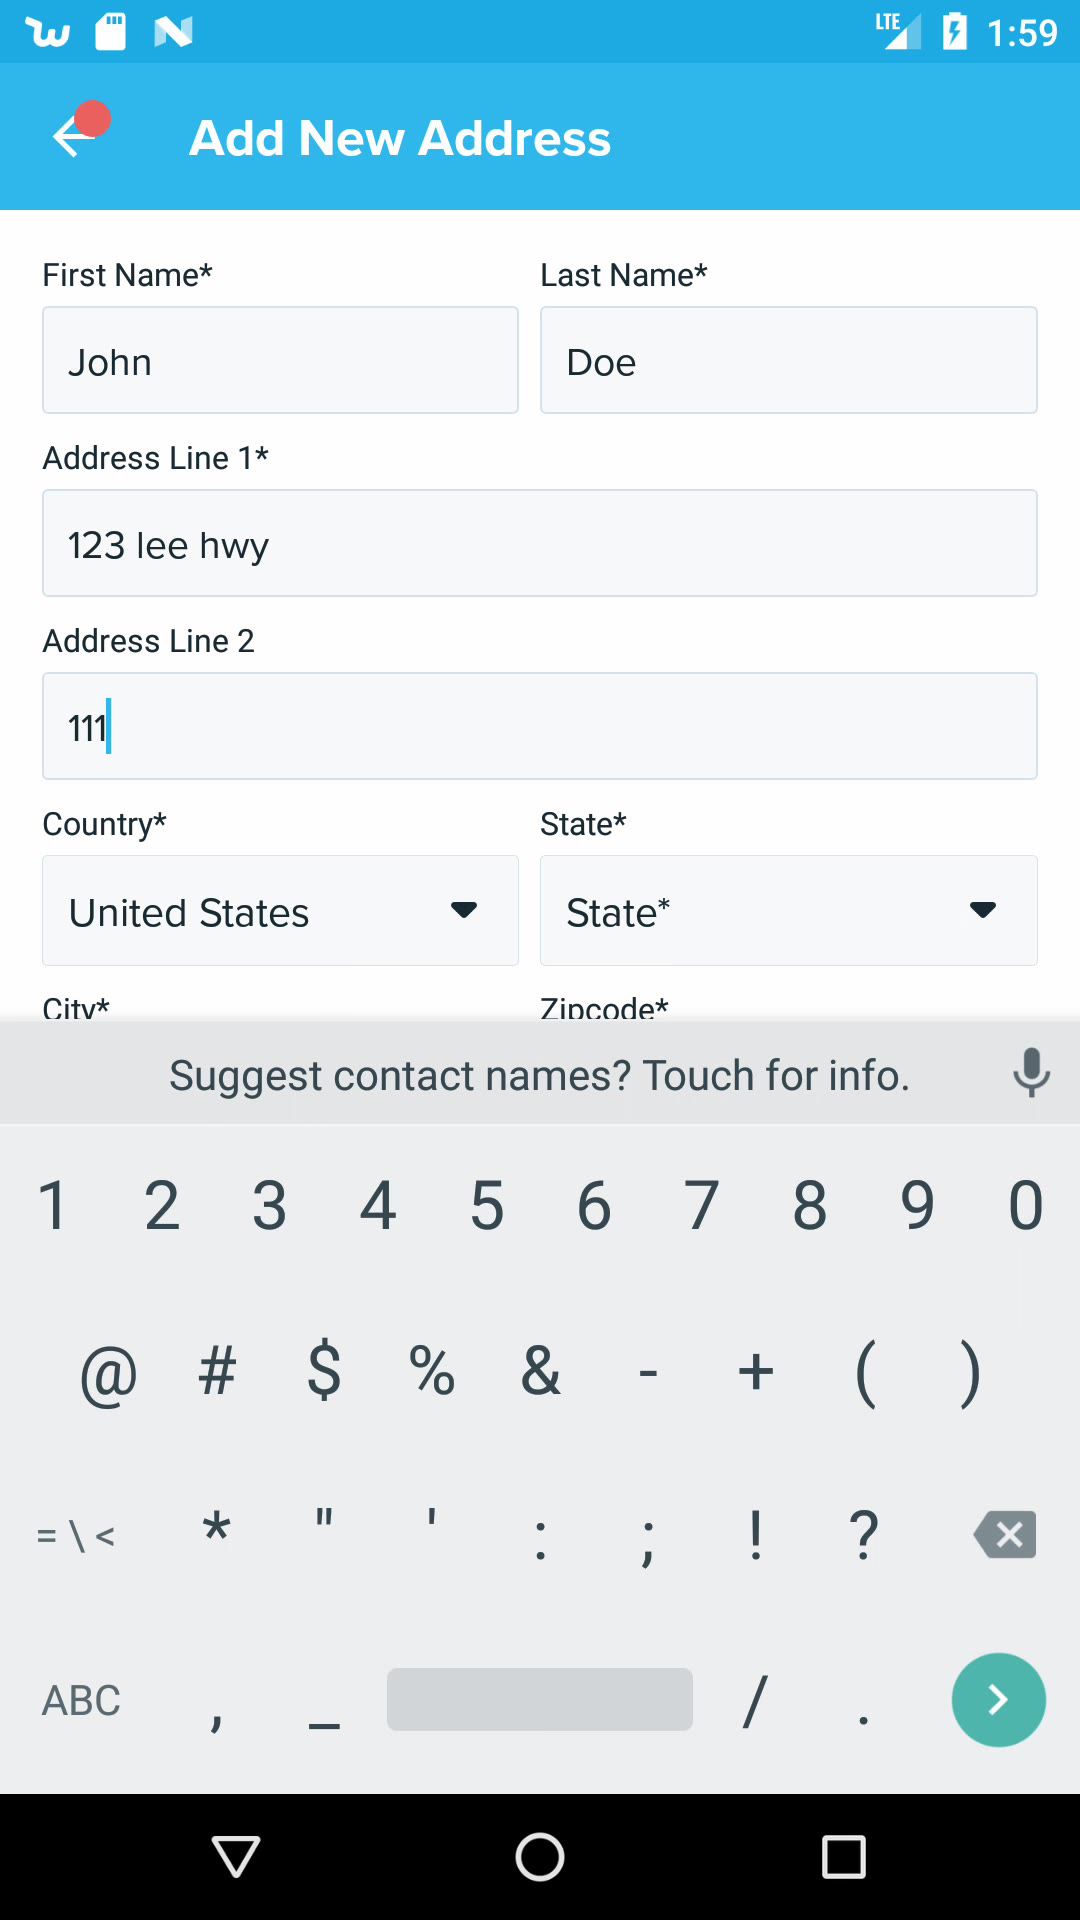 LTE 1:59
Add New Address
First Name* Last Name*
John Doe
Address Line 1*
123 lee hwy
Address Line 2
111
Country* State*
United States State*
City* Zipcode*
Suggest contact names? Touch for info.
1 2 3 4 5 6 7 8 9 0
@ # $ % & - + ( )
= \ < * " ' : ; ! ?
ABC , _ / .